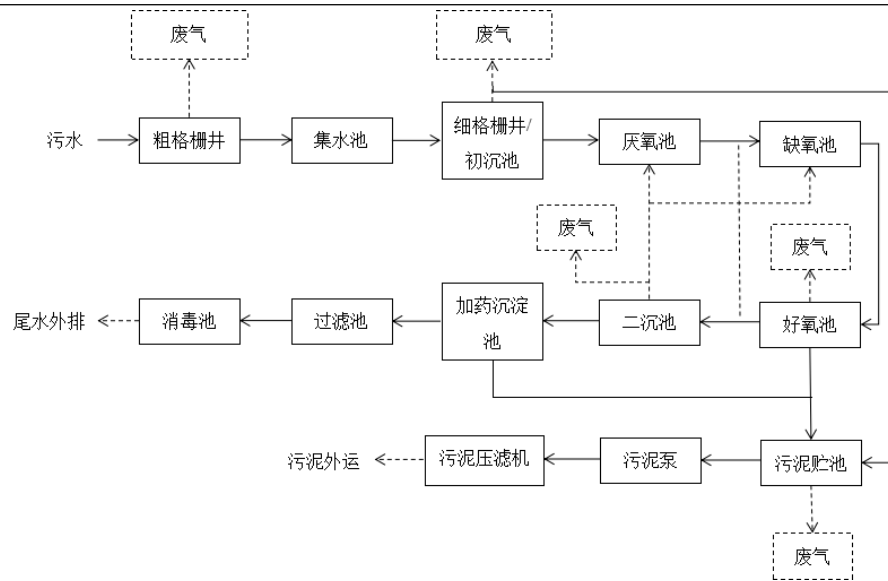 废气
废气
污水
粗格栅井
集水池
细格栅井/
初沉池
厌氧池
缺氧池
废气
废气
尾水外排
消毒池
过滤池
加药沉淀
池
二沉池
好氧池
污泥外运
污泥压滤机
污泥泵
污泥贮池
废气